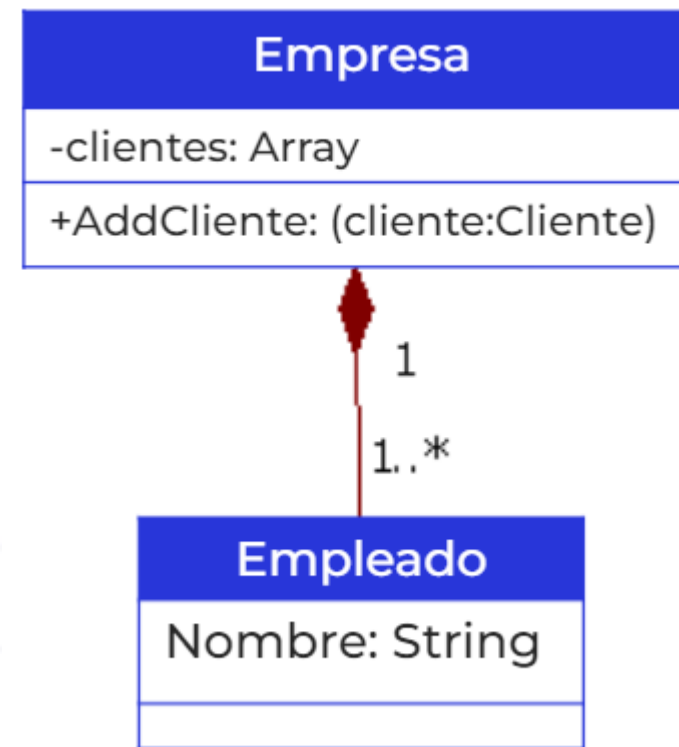 Empresa
-clientes: Array
+AddCliente: (cliente:Cliente)
1
1..*
Empleado
Nombre: String